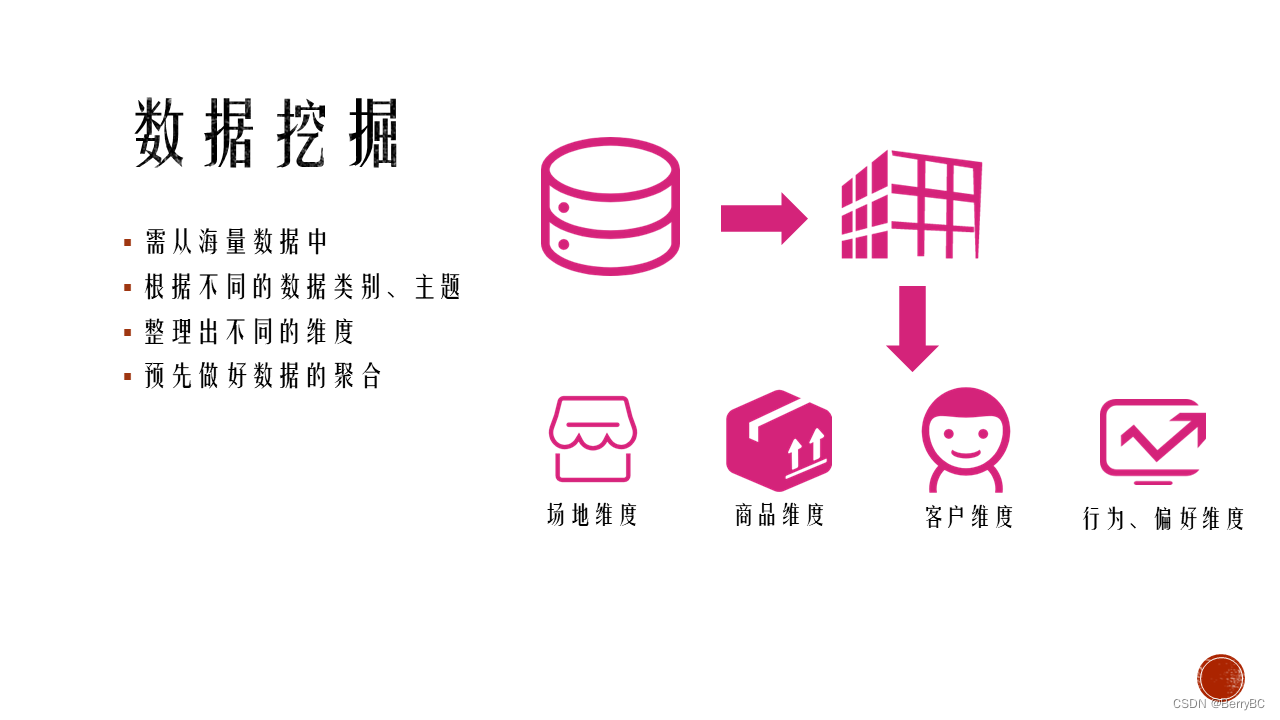 数据挖掘
需从海量数据中
根据不同的数据类别、主题
整理出不同的维度
预先做好数据的聚合
场地维度
商品维度
客户维度
行为、偏好维度
CSDN @BerryBC